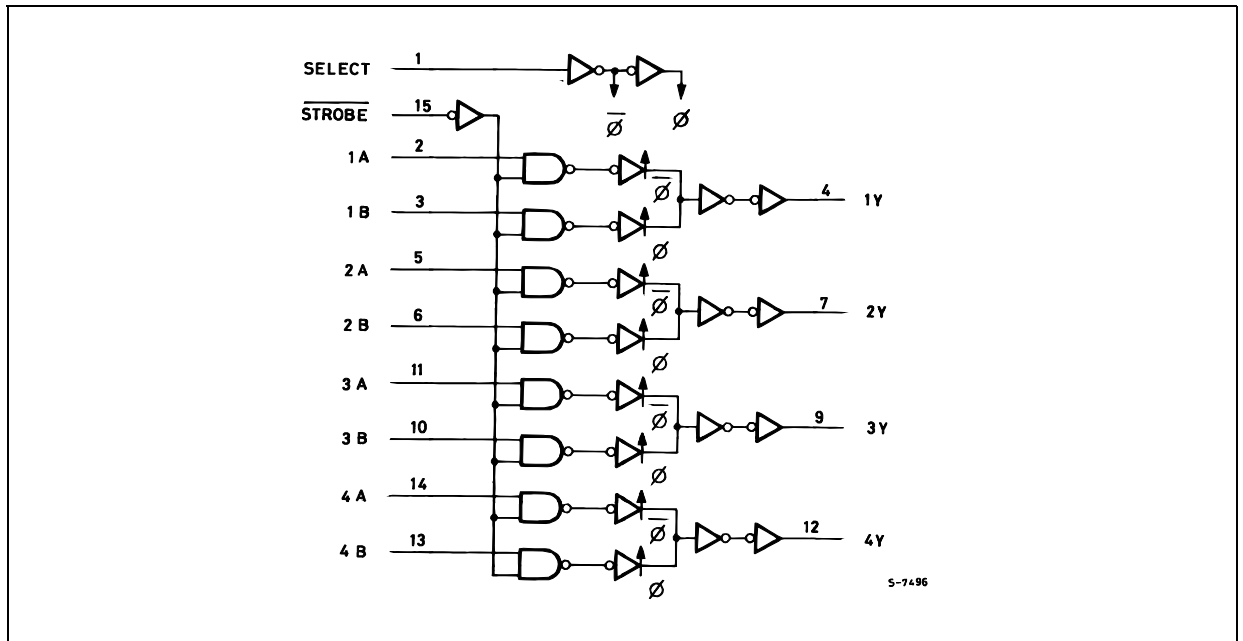 SELECT 1
STROBE 15
Ø Ø
1A 2
Ø
4 1Y
1B 3
Ø
2A 5
Ø
7 2Y
2B 6
Ø
3A 11
Ø
9 3Y
3B 10
Ø
4A 14
Ø
12 4Y
4B 13
Ø
S-7496